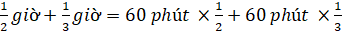 1/2 giờ + 1/3 giờ = 60 phút × 1/2 + 60 phút × 1/3